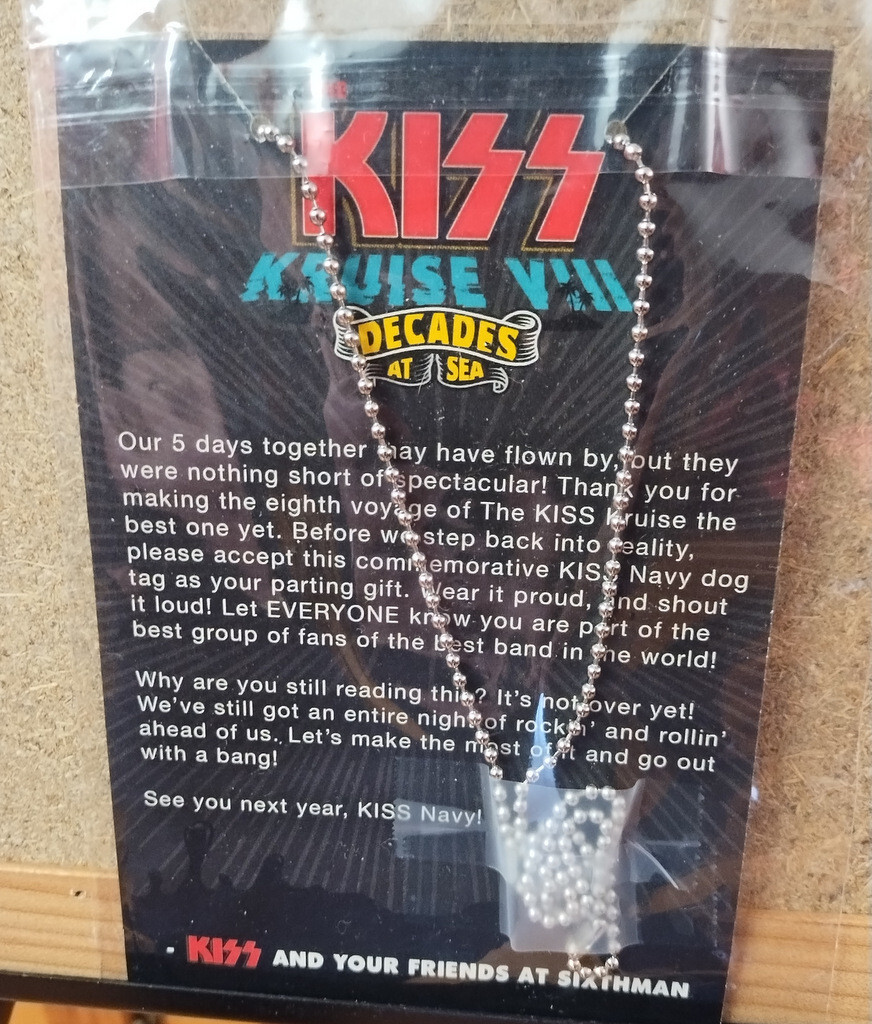 KISS
KRUISE VIII
DECADES
AT SEA
Our 5 days together may have flown by, but they
were nothing short of spectacular! Thank you for
making the eighth voyage of The KISS Kruise the
best one yet. Before we step back into reality,
please accept this commemorative KISS Navy dog
tag as your parting gift. Wear it proud, and shout
it loud! Let EVERYONE know you are part of the
best group of fans of the best band in the world!
Why are you still reading this? It's not over yet!
We've still got an entire night of rockin' and rollin'
ahead of us. Let's make the most of it and go out
with a bang!
See you next year, KISS Navy!
- KISS AND YOUR FRIENDS AT SIXTHMAN